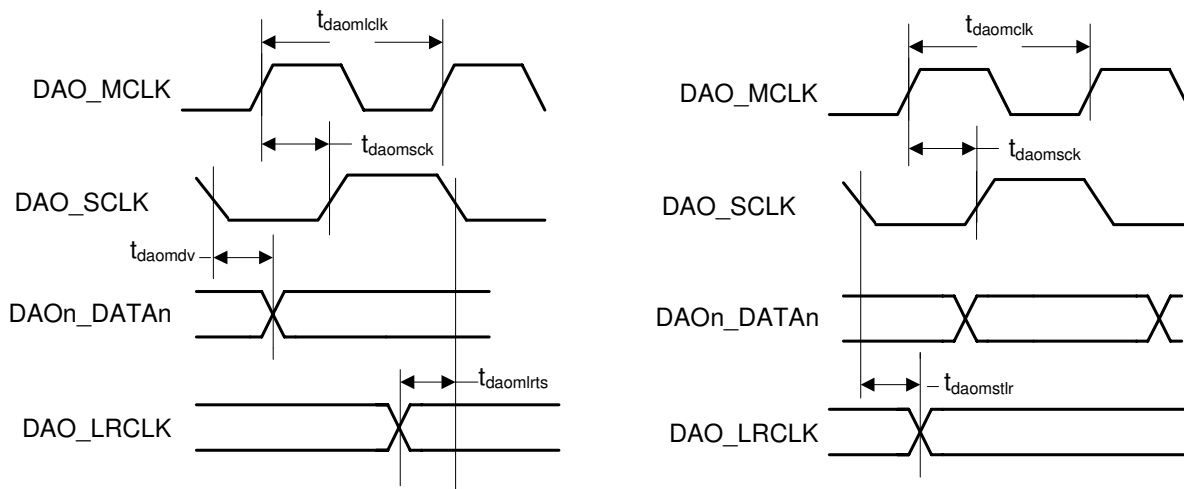 t_daomlclk
DAO_MCLK
t_daomsck
DAO_SCLK
t_daomdv
DAOn_DATAn
t_daomlrts
DAO_LRCLK
t_daomclk
DAO_MCLK
t_daomsck
DAO_SCLK
DAOn_DATAn
t_daomstlr
DAO_LRCLK